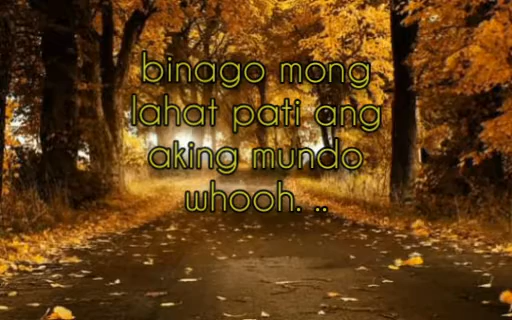 binago mong
lahat pati ang
aking mundo
whooh. ..